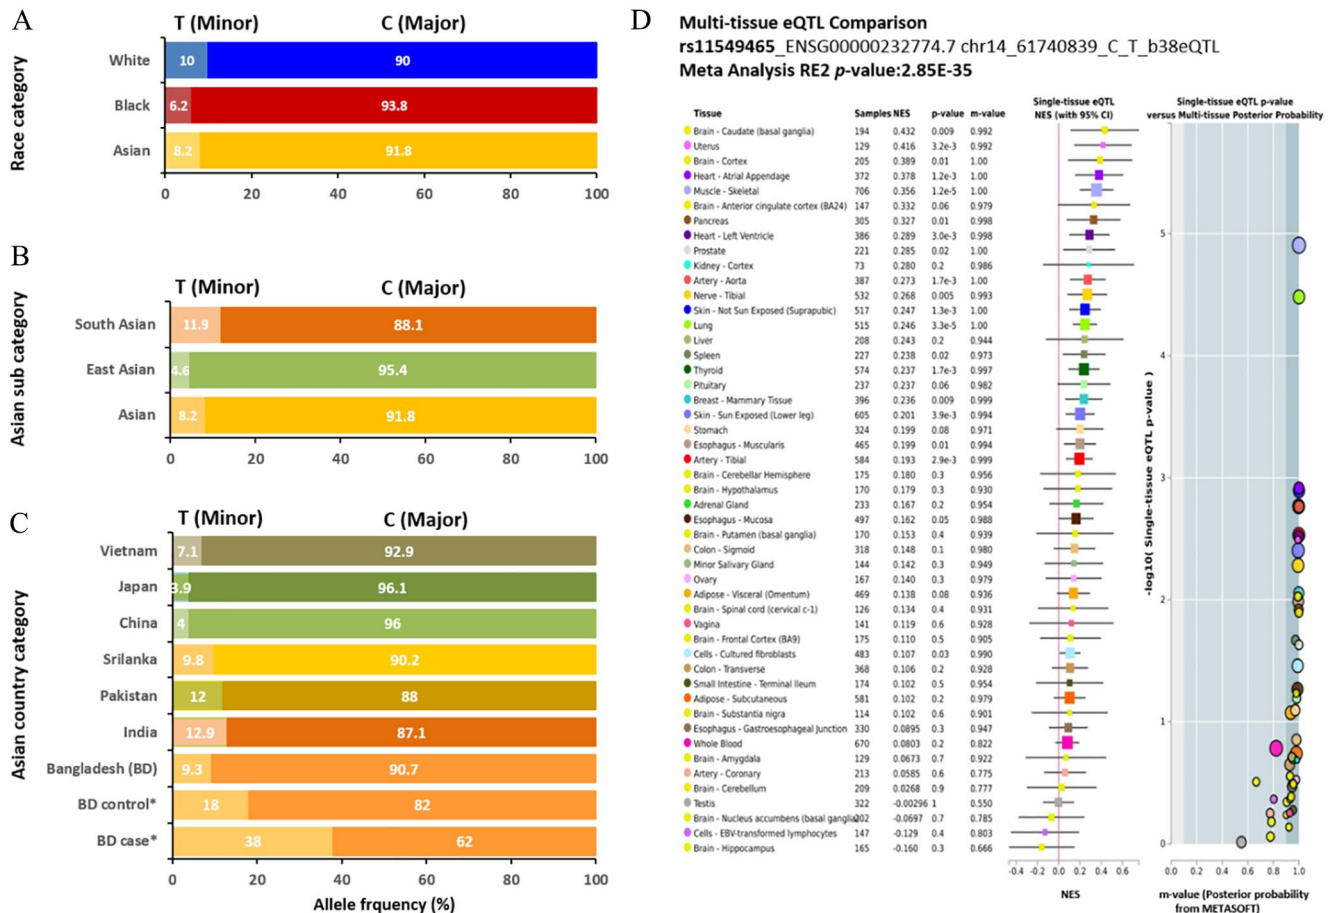 A
T (Minor) C (Major)
Race category
White 10 90
Black 6.2 93.8
Asian 8.2 91.8
0 20 40 60 80 100
B
T (Minor) C (Major)
Asian sub category
South Asian 11.9 88.1
East Asian 4.6 95.4
Asian 8.2 91.8
0 20 40 60 80 100
C
T (Minor) C (Major)
Asian country category
Vietnam 7.1 92.9
Japan 3.9 96.1
China 4 96
Srilanka 9.8 90.2
Pakistan 12 88
India 12.9 87.1
Bangladesh (BD) 9.3 90.7
BD control* 18 82
BD case* 38 62
0 20 40 60 80 100
Allele frquency (%)
D
Multi-tissue eQTL Comparison
rs11549465_ENSG00000232774.7 chr14_61740839_C_T_b38eQTL
Meta Analysis RE2 p-value:2.85E-35
Tissue Samples NES p-value m-value
Brain - Caudate (basal ganglia) 194 0.432 0.009 0.992
Uterus 129 0.416 3.2e-3 0.992
Brain - Cortex 205 0.389 0.01 1.00
Heart - Atrial Appendage 372 0.378 1.2e-3 1.00
Muscle - Skeletal 706 0.356 1.2e-5 1.00
Brain - Anterior cingulate cortex (BA24) 147 0.332 0.06 0.979
Pancreas 305 0.327 0.01 0.998
Heart - Left Ventricle 386 0.289 3.0e-3 0.998
Prostate 221 0.285 0.02 1.00
Kidney - Cortex 73 0.280 0.2 0.986
Artery - Aorta 387 0.273 1.7e-3 1.00
Nerve - Tibial 532 0.268 0.005 0.993
Skin - Not Sun Exposed (Suprapubic) 517 0.247 1.3e-3 1.00
Lung 515 0.246 3.3e-5 1.00
Liver 208 0.243 0.2 0.944
Spleen 227 0.238 0.02 0.973
Thyroid 574 0.237 1.7e-3 0.997
Pituitary 237 0.237 0.06 0.982
Breast - Mammary Tissue 396 0.236 0.009 0.999
Skin - Sun Exposed (Lower leg) 605 0.201 3.9e-3 0.994
Stomach 324 0.199 0.08 0.971
Esophagus - Muscularis 465 0.199 0.01 0.994
Artery - Tibial 584 0.193 2.9e-3 0.999
Brain - Cerebellar Hemisphere 175 0.180 0.3 0.956
Brain - Hypothalamus 170 0.179 0.3 0.930
Adrenal Gland 233 0.167 0.2 0.954
Esophagus - Mucosa 497 0.162 0.05 0.988
Brain - Putamen (basal ganglia) 170 0.153 0.4 0.939
Colon - Sigmoid 318 0.148 0.1 0.980
Minor Salivary Gland 144 0.142 0.3 0.949
Ovary 167 0.140 0.3 0.979
Adipose - Visceral (Omentum) 469 0.138 0.08 0.936
Brain - Spinal cord (cervical c-1) 126 0.134 0.4 0.931
Vagina 141 0.119 0.6 0.928
Brain - Frontal Cortex (BA9) 175 0.110 0.5 0.905
Cells - Cultured fibroblasts 483 0.107 0.03 0.990
Colon - Transverse 368 0.106 0.2 0.928
Small Intestine - Terminal Ileum 174 0.102 0.5 0.954
Adipose - Subcutaneous 581 0.102 0.2 0.979
Brain - Substantia nigra 114 0.102 0.6 0.901
Esophagus - Gastroesophageal Junction 330 0.0895 0.3 0.947
Whole Blood 670 0.0803 0.2 0.822
Brain - Amygdala 129 0.0673 0.7 0.922
Artery - Coronary 213 0.0585 0.6 0.775
Brain - Cerebellum 209 0.0268 0.9 0.777
Testis 322 -0.00296 1 0.550
Brain - Nucleus accumbens (basal ganglia) 202 -0.0697 0.7 0.785
Cells - EBV-transformed lymphocytes 147 -0.129 0.4 0.803
Brain - Hippocampus 165 -0.160 0.3 0.666
Single-tissue eQTL
NES (with 95% CI)
-0.4 -0.2 0.0 0.2 0.4 0.6
NES
Single-tissue eQTL p-value
versus Multi-tissue Posterior Probability
-log10( Single-tissue eQTL p-value )
5
4
3
2
1
0
0.0 0.2 0.4 0.6 0.8 1.0
m-value (Posterior probability
from METASOFT)